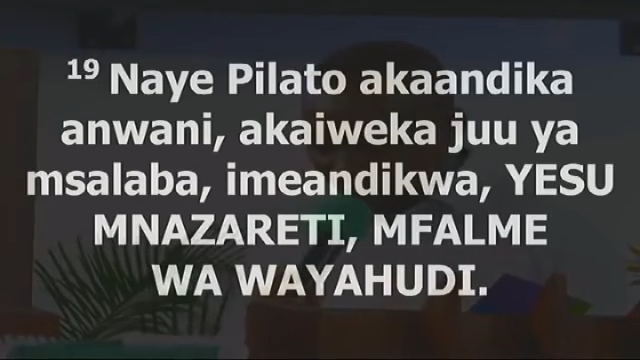 19 Naye Pilato akaandika
anwani, akaiweka juu ya
msalaba, imeandikwa, YESU
MNAZARETI, MFALME
WA WAYAHUDI.